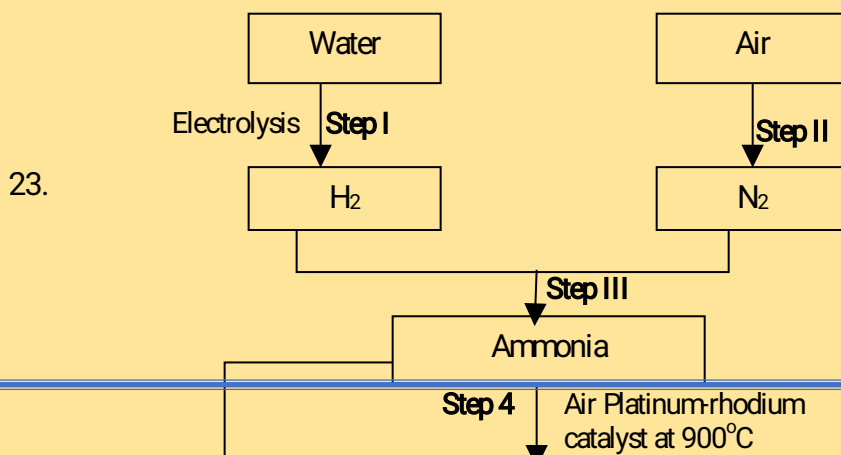 Water Air
Electrolysis Step I Step II
23. H₂ N₂
Step III
Ammonia
Step 4 Air Platinum-rhodium
catalyst at 900°C